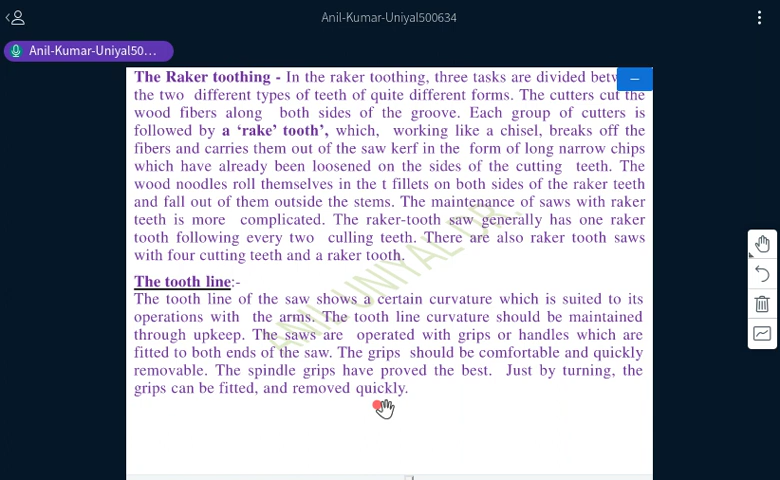 Anil-Kumar-Uniyal500634
Anil-Kumar-Uniyal50...
The Raker toothing - In the raker toothing, three tasks are divided
the two different types of teeth of quite different forms. The cutters cut the
wood fibers along both sides of the groove. Each group of cutters is
followed by a ‘rake’ tooth’, which, working like a chisel, breaks off the
fibers and carries them out of the saw kerf in the form of long narrow chips
which have already been loosened on the sides of the cutting teeth. The
wood noodles roll themselves in the t fillets on both sides of the raker teeth
and fall out of them outside the stems. The maintenance of saws with raker
teeth is more complicated. The raker-tooth saw generally has one raker
tooth following every two culling teeth. There are also raker tooth saws
with four cutting teeth and a raker tooth.
The tooth line:-
The tooth line of the saw shows a certain curvature which is suited to its
operations with the arms. The tooth line curvature should be maintained
through upkeep. The saws are operated with grips or handles which are
fitted to both ends of the saw. The grips should be comfortable and quickly
removable. The spindle grips have proved the best. Just by turning, the
grips can be fitted, and removed quickly.
ANIL UNIYAL DR.